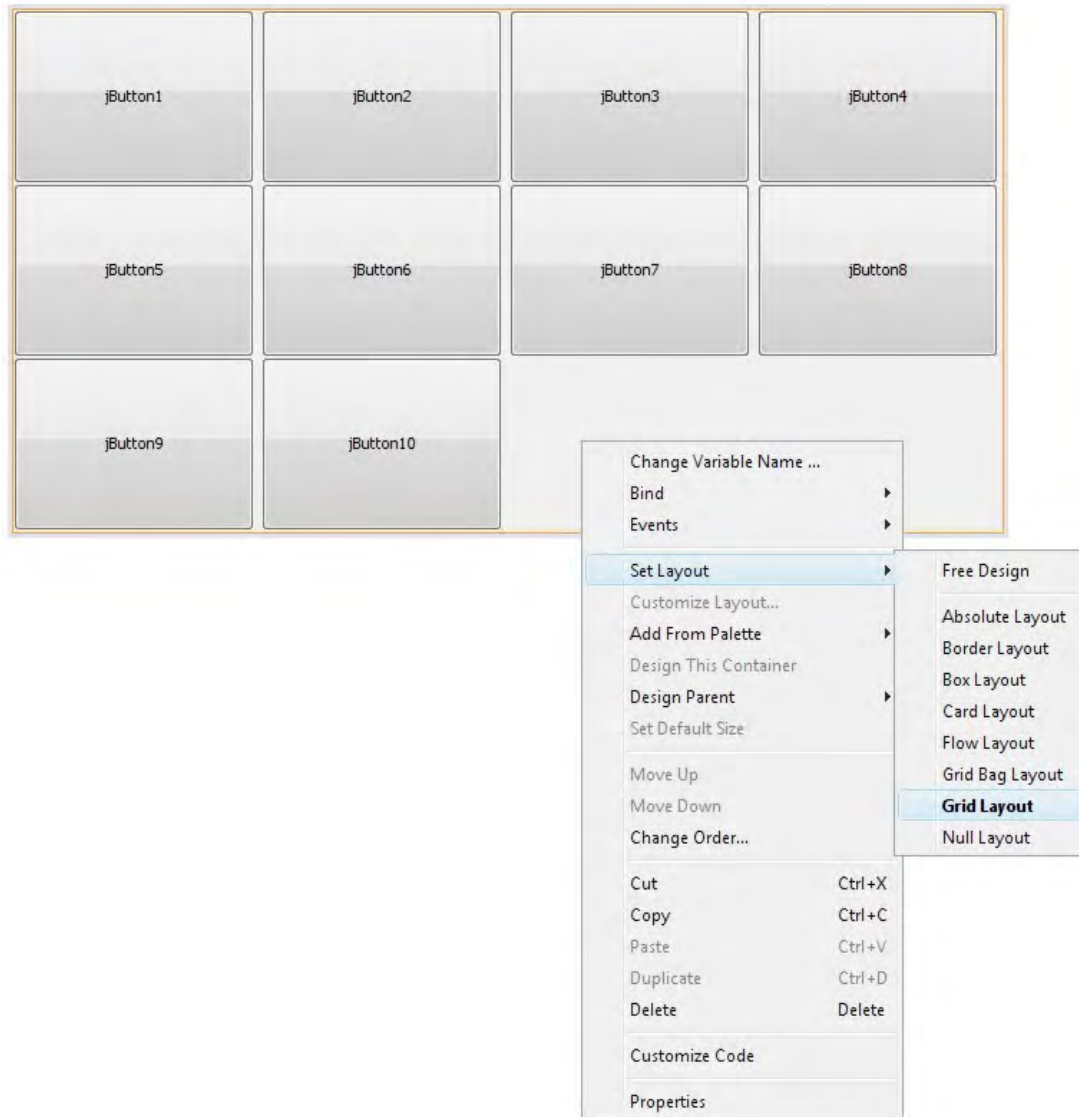 jButton1 jButton2 jButton3 jButton4
jButton5 jButton6 jButton7 jButton8
jButton9 jButton10
Change Variable Name ...
Bind
Events
Set Layout
Customize Layout...
Add From Palette
Design This Container
Design Parent
Set Default Size
Move Up
Move Down
Change Order...
Cut Ctrl+X
Copy Ctrl+C
Paste Ctrl+V
Duplicate Ctrl+D
Delete Delete
Customize Code
Properties
Free Design
Absolute Layout
Border Layout
Box Layout
Card Layout
Flow Layout
Grid Bag Layout
Grid Layout
Null Layout